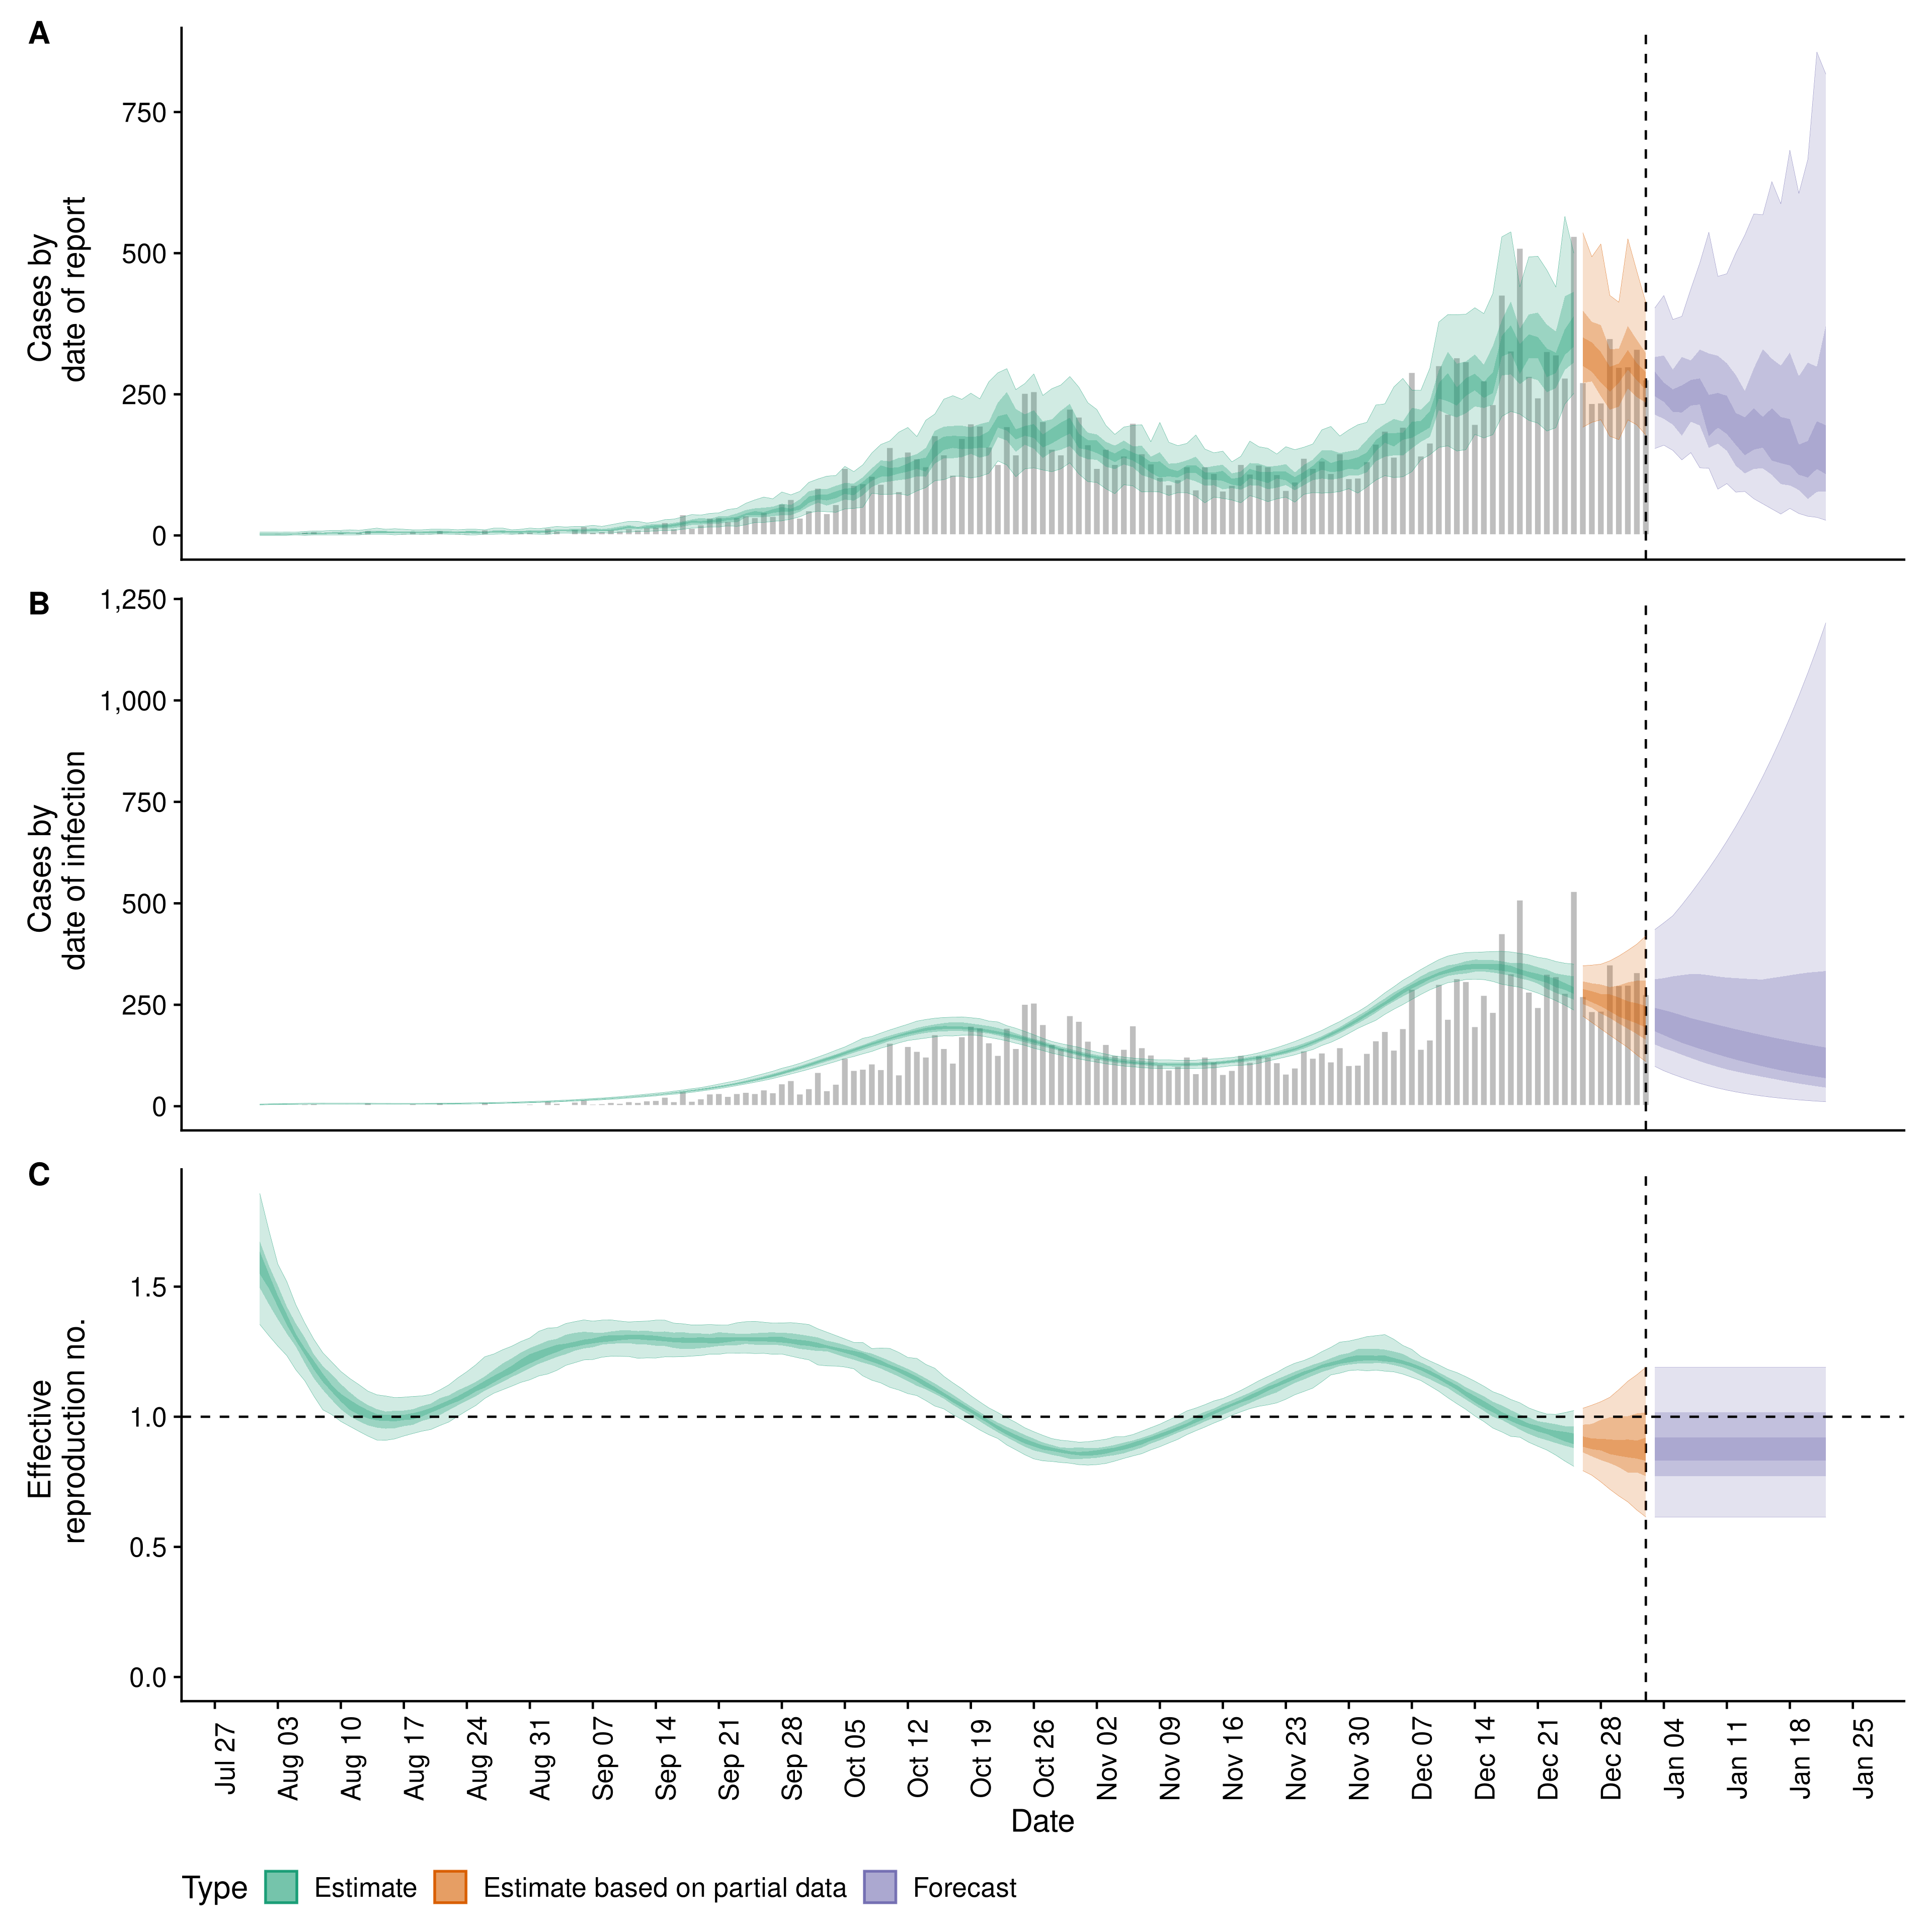 A
Cases by
date of report
750
500
250
0
B
Cases by
date of infection
1,250
1,000
750
500
250
0
C
Effective
reproduction no.
1.5
1.0
0.5
0.0
Jul 27
Aug 03
Aug 10
Aug 17
Aug 24
Aug 31
Sep 07
Sep 14
Sep 21
Sep 28
Oct 05
Oct 12
Oct 19
Oct 26
Nov 02
Nov 09
Nov 16
Nov 23
Nov 30
Dec 07
Dec 14
Dec 21
Dec 28
Jan 04
Jan 11
Jan 18
Jan 25
Date
Type Estimate Estimate based on partial data Forecast